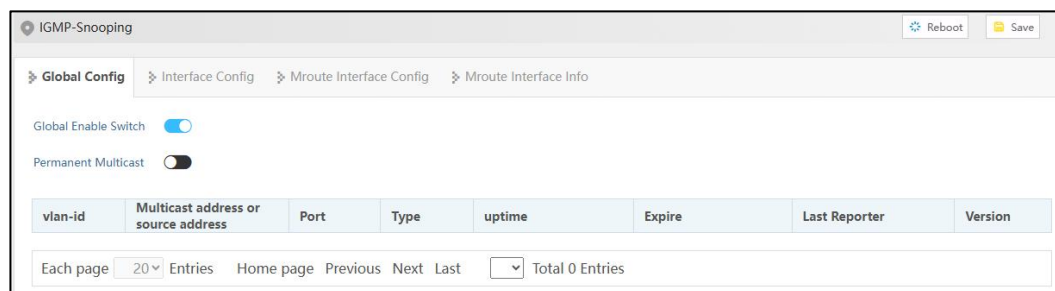 IGMP-Snooping Reboot Save
Global Config Interface Config Mroute Interface Config Mroute Interface Info
Global Enable Switch
Permanent Multicast
vlan-id Multicast address or source address Port Type uptime Expire Last Reporter Version
Each page 20 Entries Home page Previous Next Last Total 0 Entries